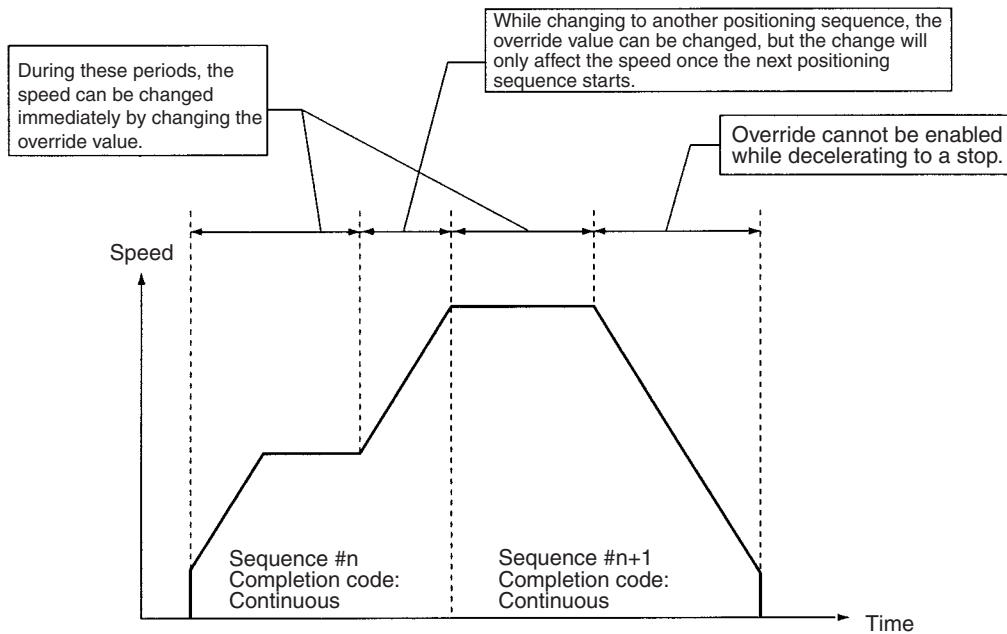 While changing to another positioning sequence, the
override value can be changed, but the change will
only affect the speed once the next positioning
sequence starts.
During these periods, the
speed can be changed
immediately by changing the
override value.
Override cannot be enabled
while decelerating to a stop.
Speed
Sequence #n
Completion code:
Continuous
Sequence #n+1
Completion code:
Continuous
Time